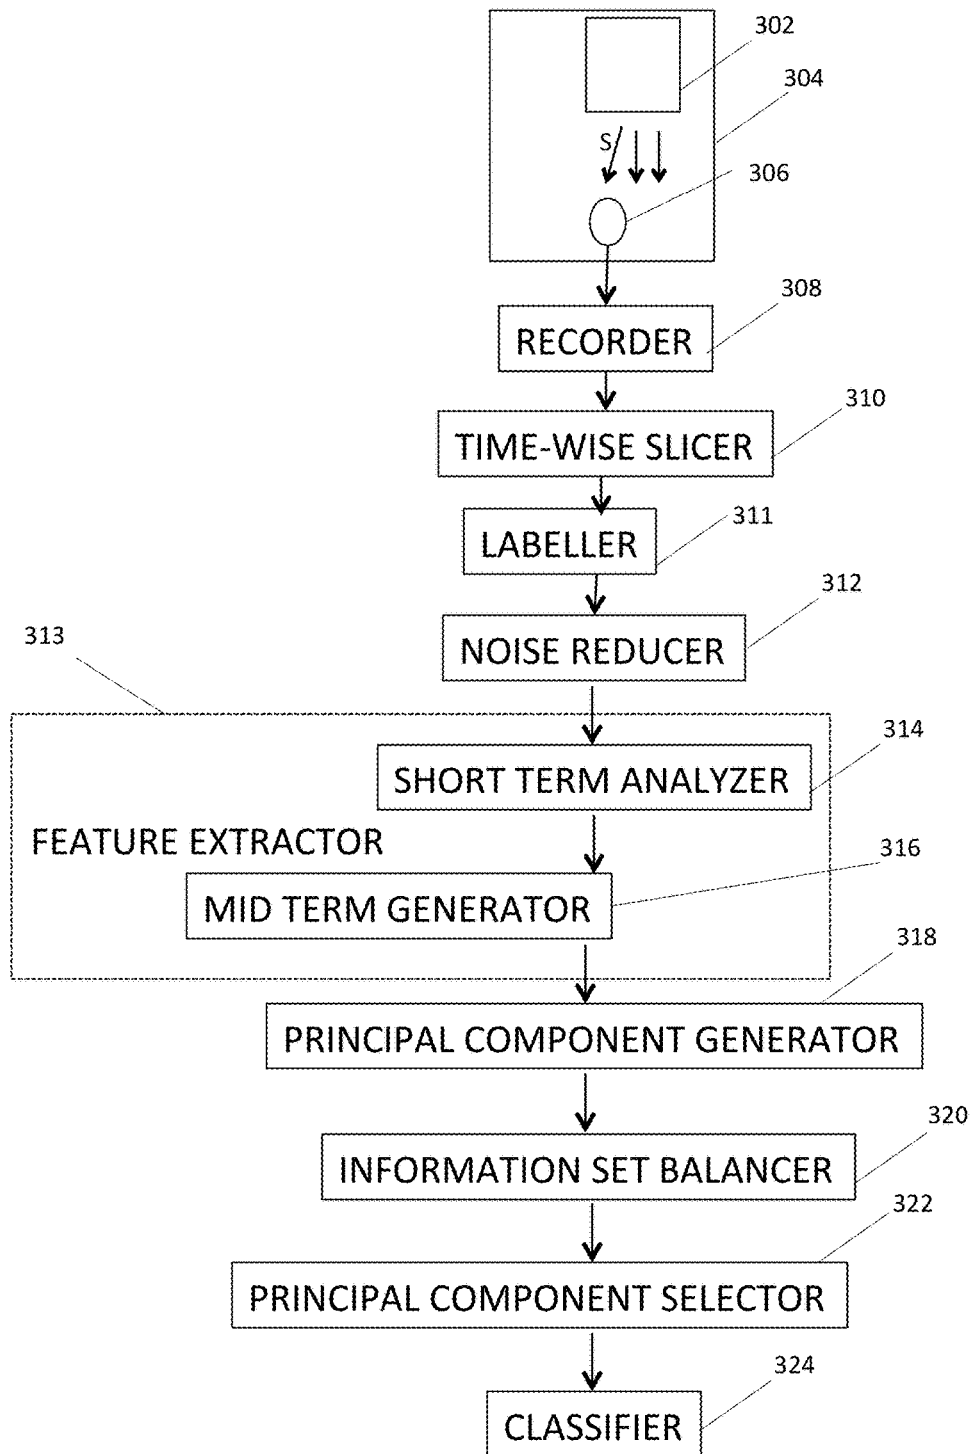 302
304
S
306
308
RECORDER
310
TIME-WISE SLICER
311
LABELLER
312
NOISE REDUCER
313
314
SHORT TERM ANALYZER
FEATURE EXTRACTOR
316
MID TERM GENERATOR
318
PRINCIPAL COMPONENT GENERATOR
320
INFORMATION SET BALANCER
322
PRINCIPAL COMPONENT SELECTOR
324
CLASSIFIER